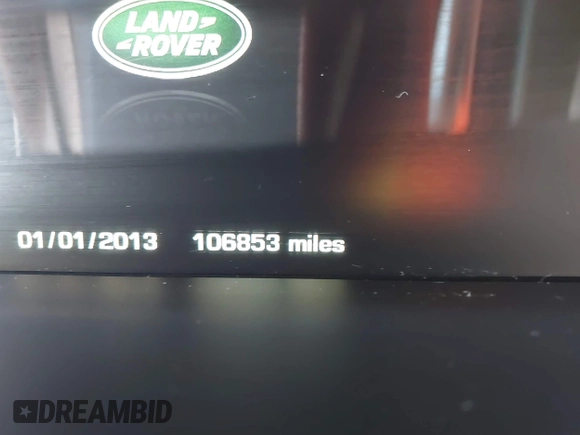 LAND
ROVER
01/01/2013 106853 miles
DREAMBID